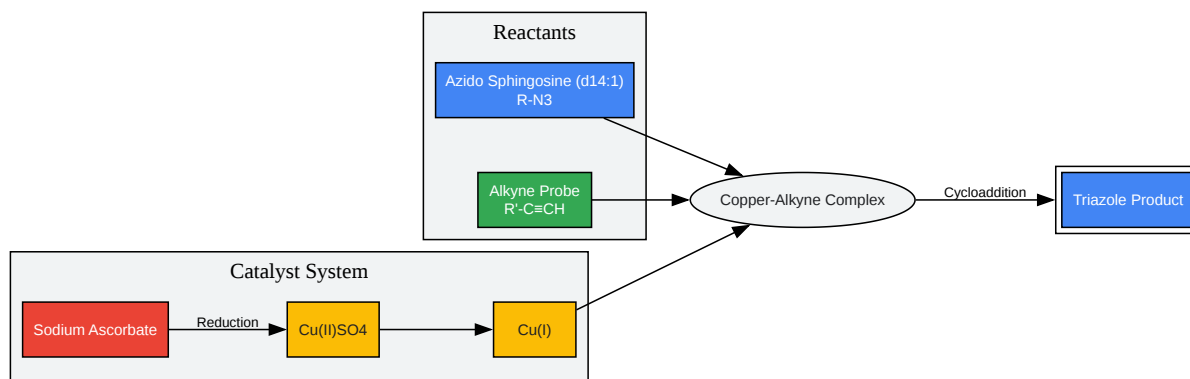 Reactants
Azido Sphingosine (d14:1)
R-N3
Alkyne Probe
R'-C≡CH
Copper-Alkyne Complex
Cycloaddition
Triazole Product
Catalyst System
Sodium Ascorbate
Reduction
Cu(II)SO4
Cu(I)